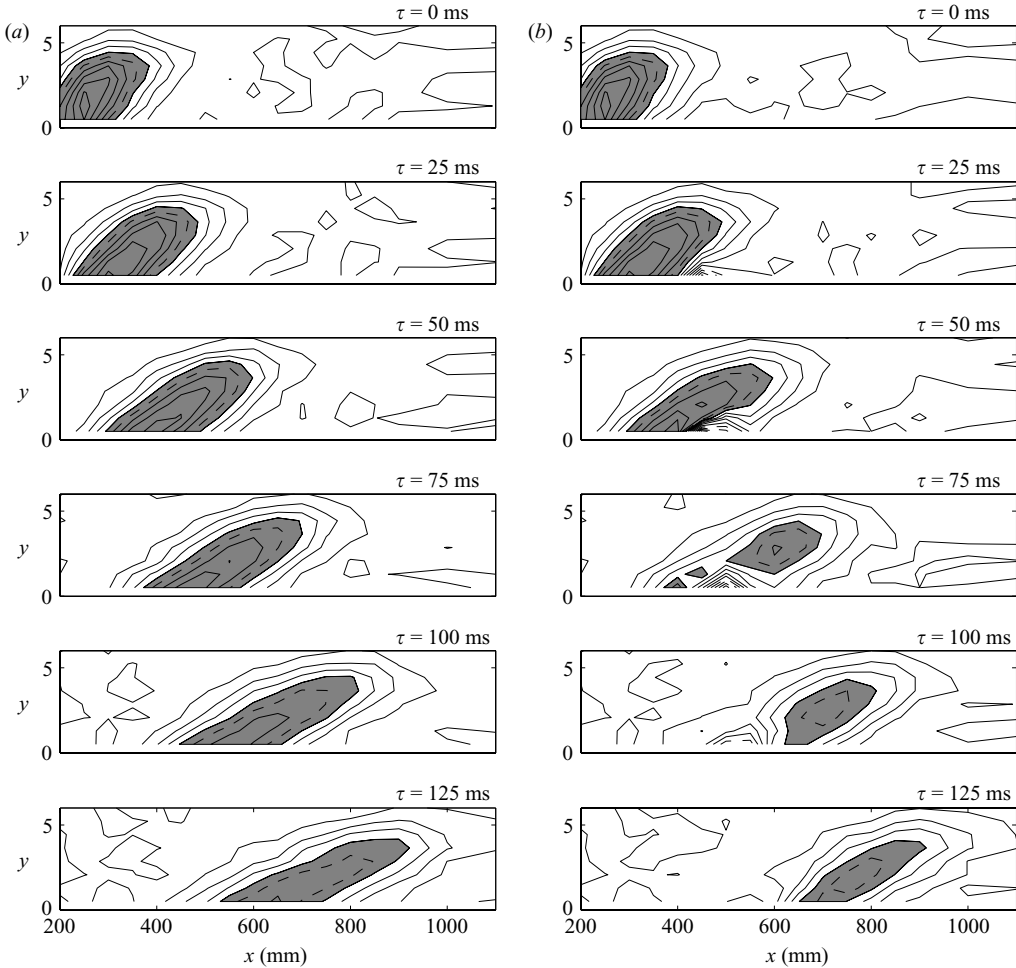 τ = 0 ms τ = 0 ms
(a) 5 (b) 5
y y
0 0
τ = 25 ms τ = 25 ms
5 5
y y
0 0
τ = 50 ms τ = 50 ms
5 5
y y
0 0
τ = 75 ms τ = 75 ms
5 5
y y
0 0
τ = 100 ms τ = 100 ms
5 5
y y
0 0
τ = 125 ms τ = 125 ms
5 5
y y
0 0
200 400 600 800 1000 200 400 600 800 1000
x (mm) x (mm)